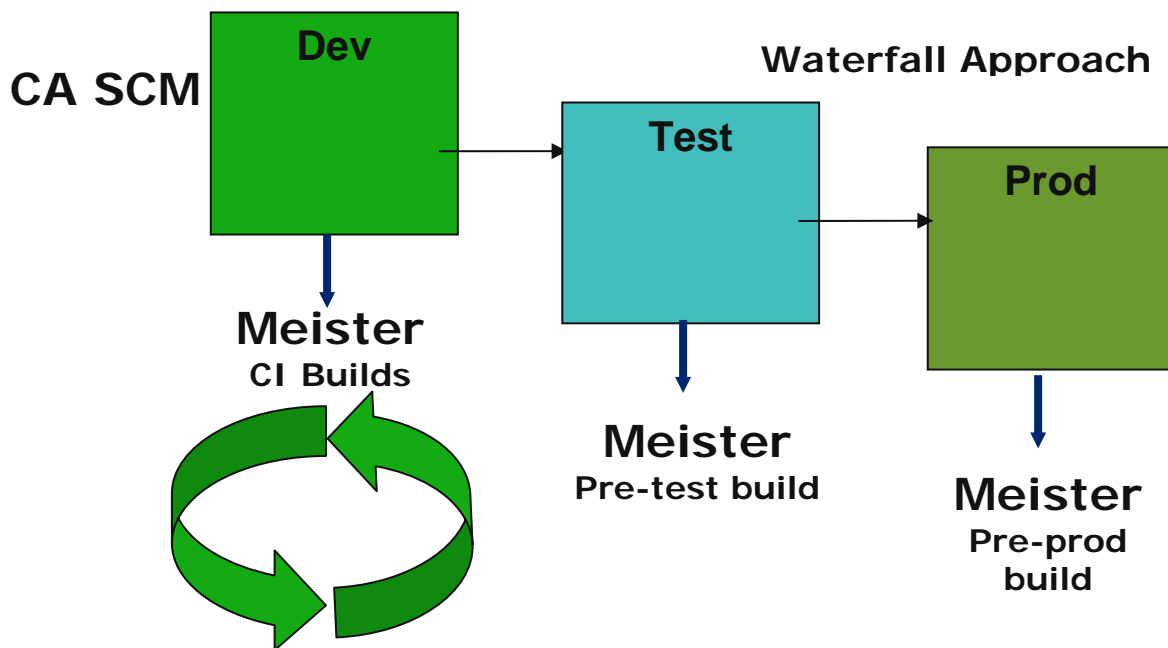 CA SCM
Dev
Waterfall Approach
Test
Prod
Meister
CI Builds
Meister
Pre-test build
Meister
Pre-prod
build